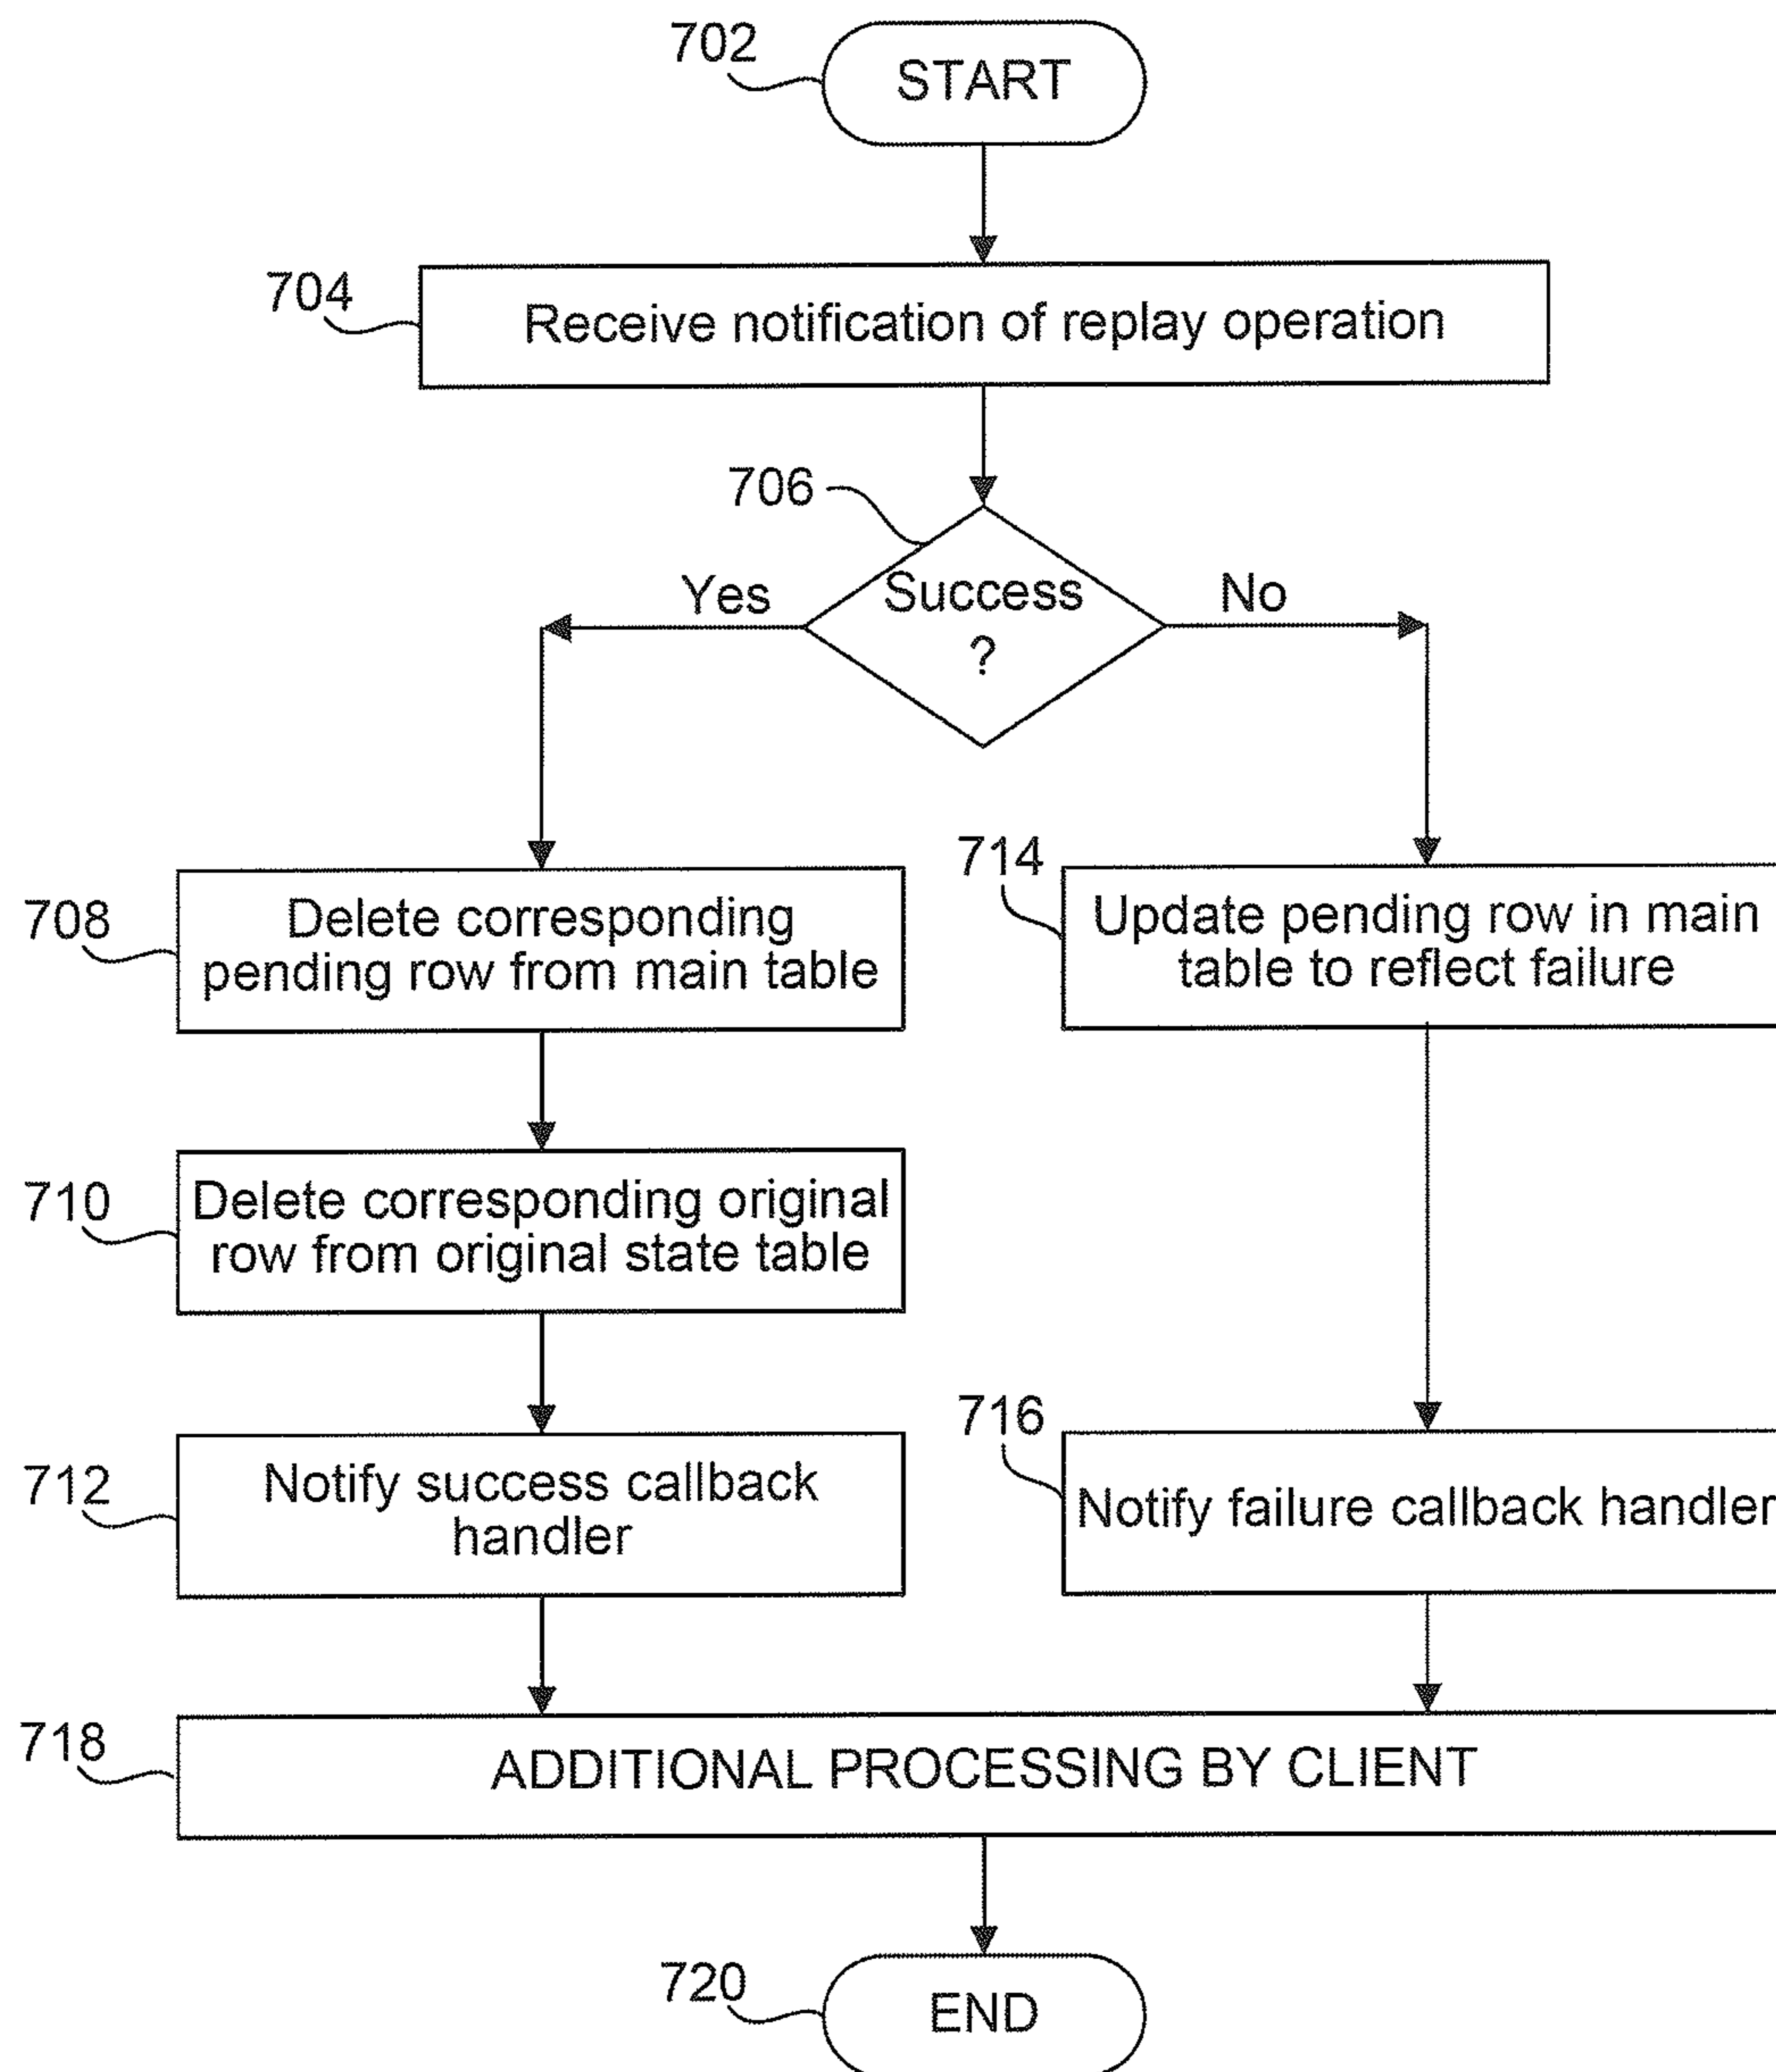 702
START
704
Receive notification of replay operation
706
Yes
Success
?
No
708
Delete corresponding
pending row from main table
714
Update pending row in main
table to reflect failure
710
Delete corresponding original
row from original state table
712
Notify success callback
handler
716
Notify failure callback handler
718
ADDITIONAL PROCESSING BY CLIENT
720
END